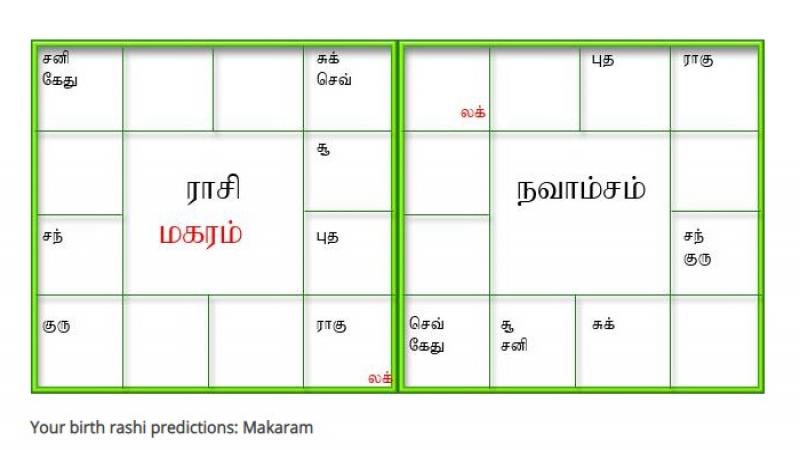 சனி
கேது
சுக்
செவ்
சூ
ராசி
மகரம்
சந்
புத
குரு
ராகு
லக்
புத
ராகு
லக்
நவாம்சம்
சந்
குரு
செவ்
கேது
சூ
சனி
சுக்
Your birth rashi predictions: Makaram